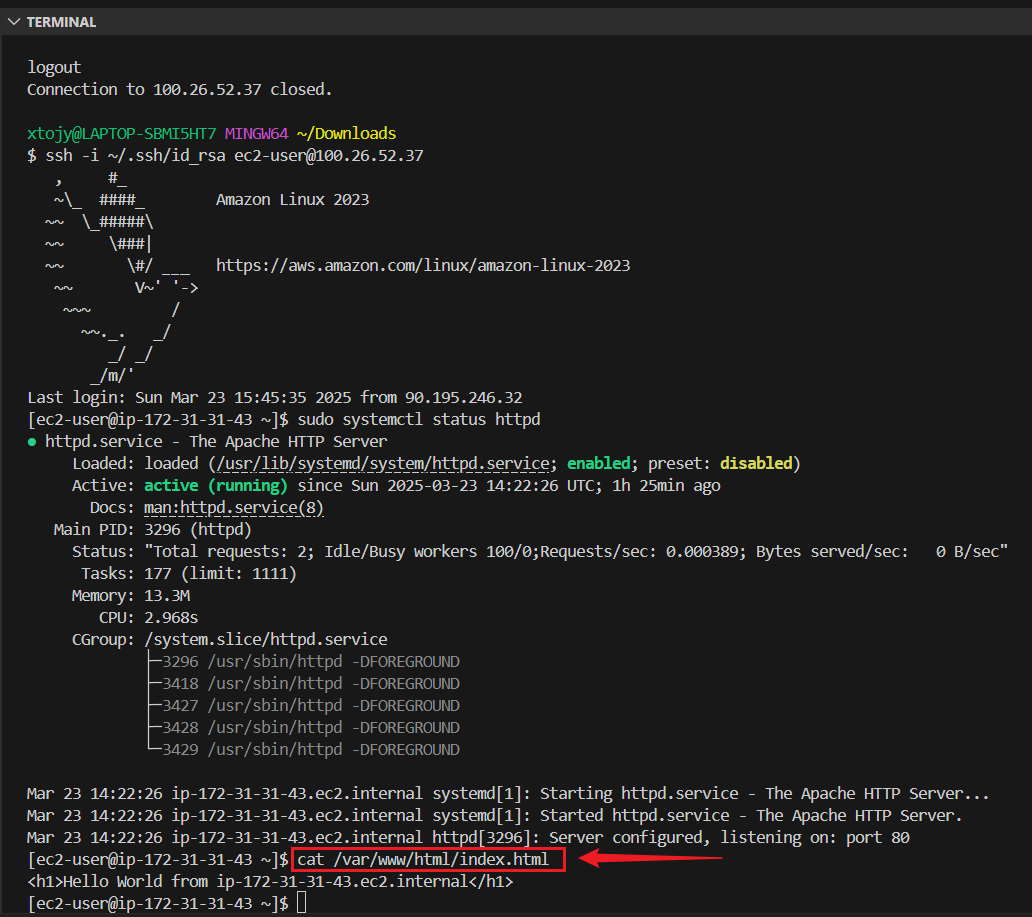 TERMINAL
logout
Connection to 100.26.52.37 closed.
xtojy@LAPTOP-SBMI5HT7 MINGW64 ~/Downloads
$ ssh -i ~/.ssh/id_rsa ec2-user@100.26.52.37
   ,     #_
   ~\_  ####_        Amazon Linux 2023
  ~~  \_#####\
  ~~     \###|
  ~~       \#/ ___   https://aws.amazon.com/linux/amazon-linux-2023
   ~~       V~' '->
    ~~~         /
      ~~._.   _/
         _/ _/
       _/m/'
Last login: Sun Mar 23 15:45:35 2025 from 90.195.246.32
[ec2-user@ip-172-31-31-43 ~]$ sudo systemctl status httpd
● httpd.service - The Apache HTTP Server
     Loaded: loaded (/usr/lib/systemd/system/httpd.service; enabled; preset: disabled)
     Active: active (running) since Sun 2025-03-23 14:22:26 UTC; 1h 25min ago
       Docs: man:httpd.service(8)
   Main PID: 3296 (httpd)
     Status: "Total requests: 2; Idle/Busy workers 100/0;Requests/sec: 0.000389; Bytes served/sec:   0 B/sec"
      Tasks: 177 (limit: 1111)
     Memory: 13.3M
        CPU: 2.968s
     CGroup: /system.slice/httpd.service
             ├─3296 /usr/sbin/httpd -DFOREGROUND
             ├─3418 /usr/sbin/httpd -DFOREGROUND
             ├─3427 /usr/sbin/httpd -DFOREGROUND
             ├─3428 /usr/sbin/httpd -DFOREGROUND
             └─3429 /usr/sbin/httpd -DFOREGROUND
Mar 23 14:22:26 ip-172-31-31-43.ec2.internal systemd[1]: Starting httpd.service - The Apache HTTP Server...
Mar 23 14:22:26 ip-172-31-31-43.ec2.internal systemd[1]: Started httpd.service - The Apache HTTP Server.
Mar 23 14:22:26 ip-172-31-31-43.ec2.internal httpd[3296]: Server configured, listening on: port 80
[ec2-user@ip-172-31-31-43 ~]$ cat /var/www/html/index.html
<h1>Hello World from ip-172-31-31-43.ec2.internal</h1>
[ec2-user@ip-172-31-31-43 ~]$